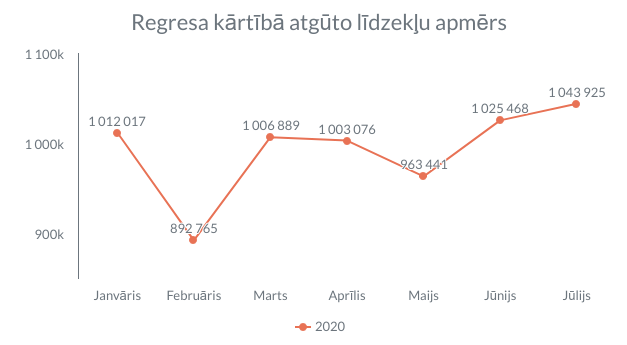 Regresa kārtībā atgūto līdzekļu apmērs
1 100k
1 000k
900k
1 012 017
892 765
1 006 889
1 003 076
963 441
1 025 468
1 043 925
Janvāris Februāris Marts Aprīlis Maijs Jūnijs Jūlijs
2020